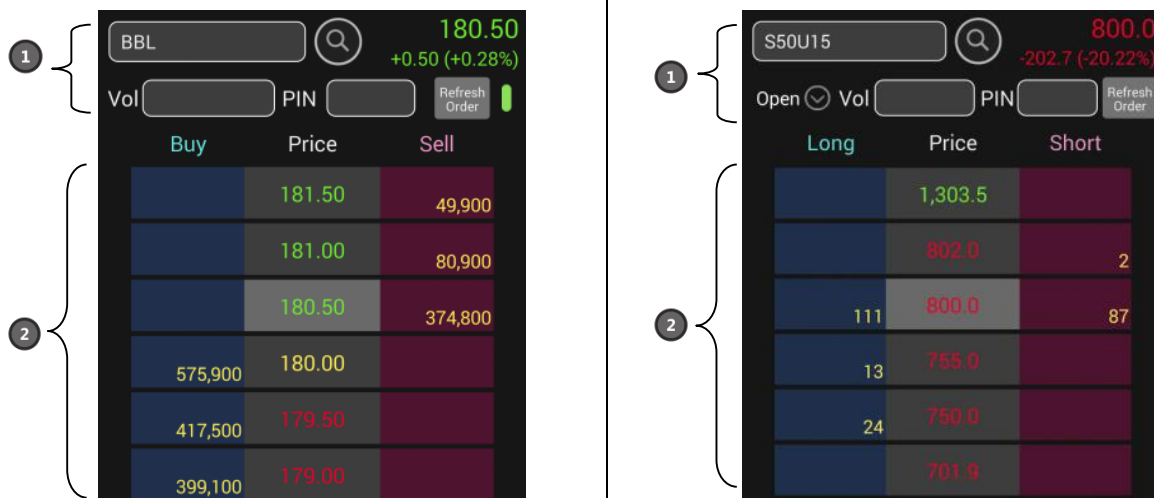 1
BBL
180.50
+0.50 (+0.28%)
Vol PIN Refresh Order
Buy Price Sell
2
181.50 49,900
181.00 80,900
180.50 374,800
575,900 180.00
417,500 179.50
399,100 179.00
1
S50U15
800.0
-202.7 (-20.22%)
Open Vol PIN Refresh Order
Long Price Short
2
1,303.5
802.0 2
111 800.0 87
13 755.0
24 750.0
701.9